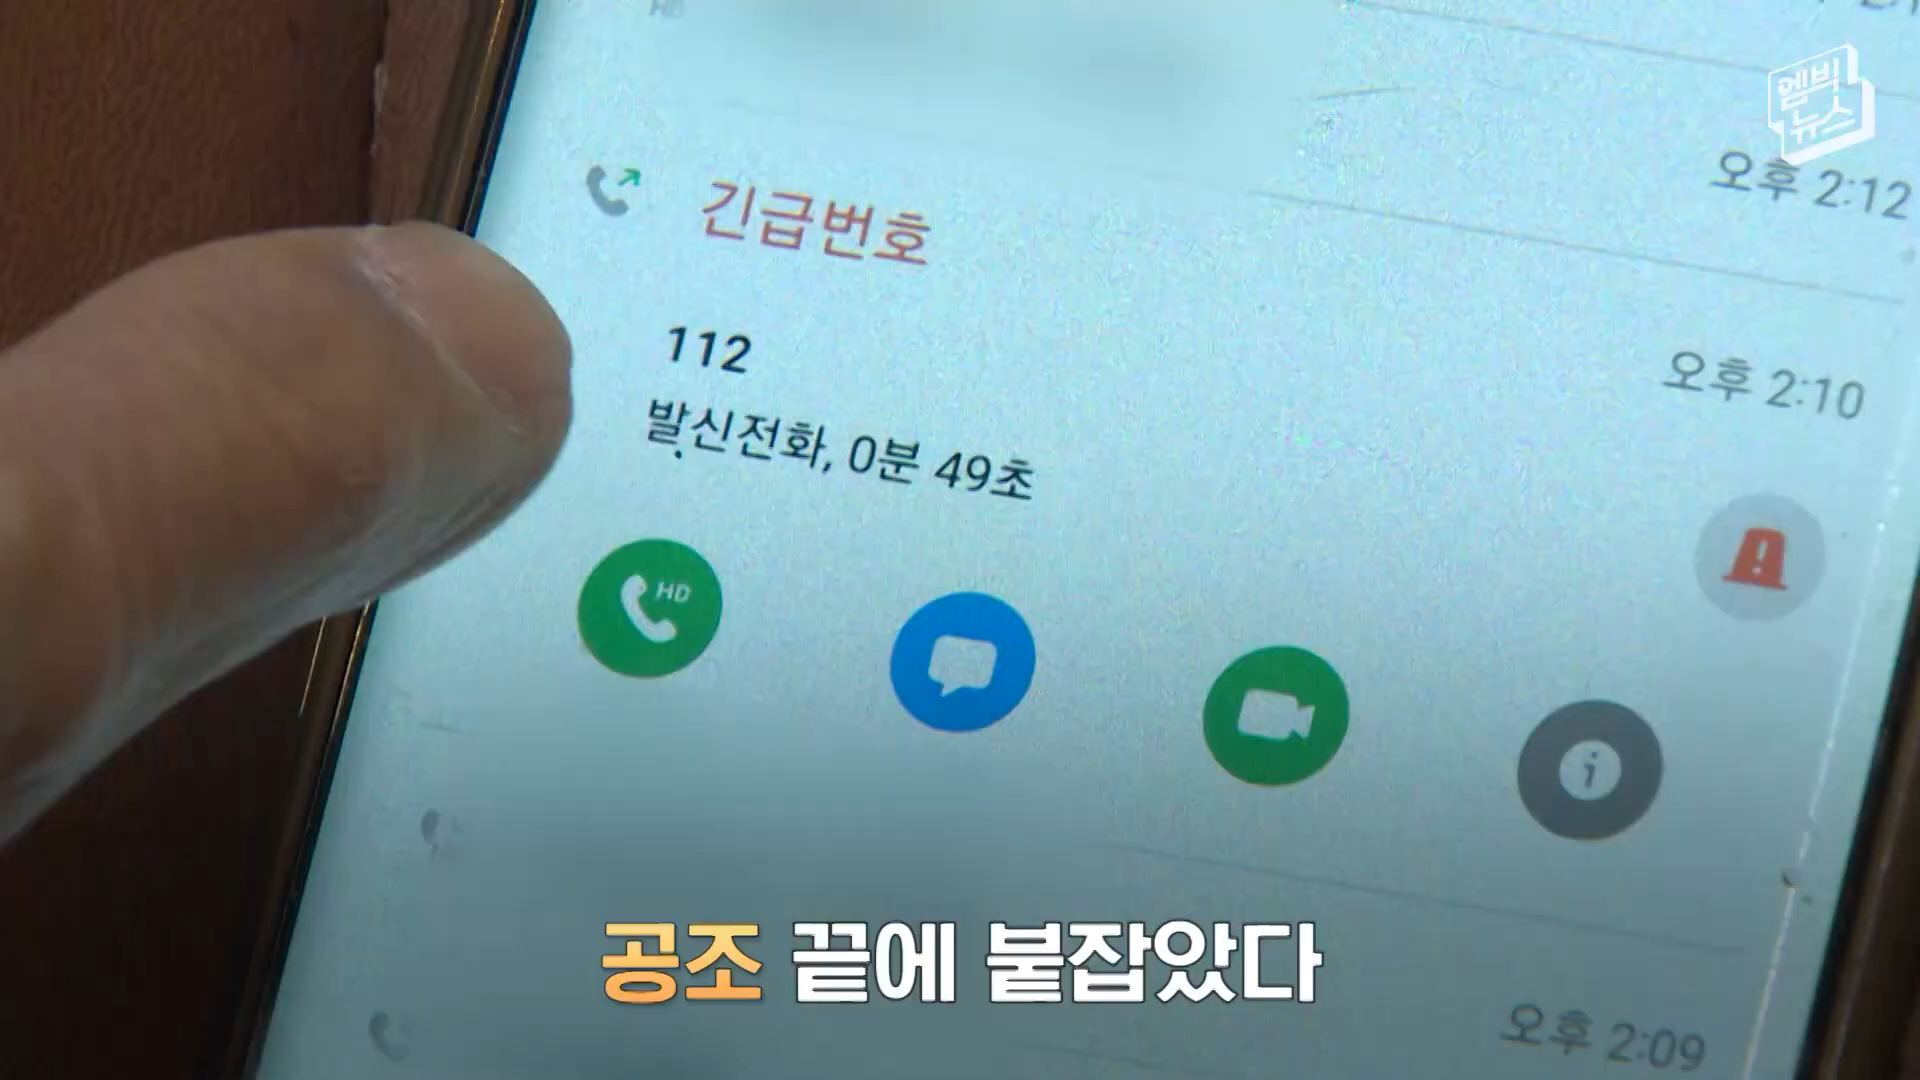 엠빅
뉴스
오후 2:12
긴급번호
112
오후 2:10
발신전화, 0분 49초
HD
공조 끝에 붙잡았다
오후 2:09